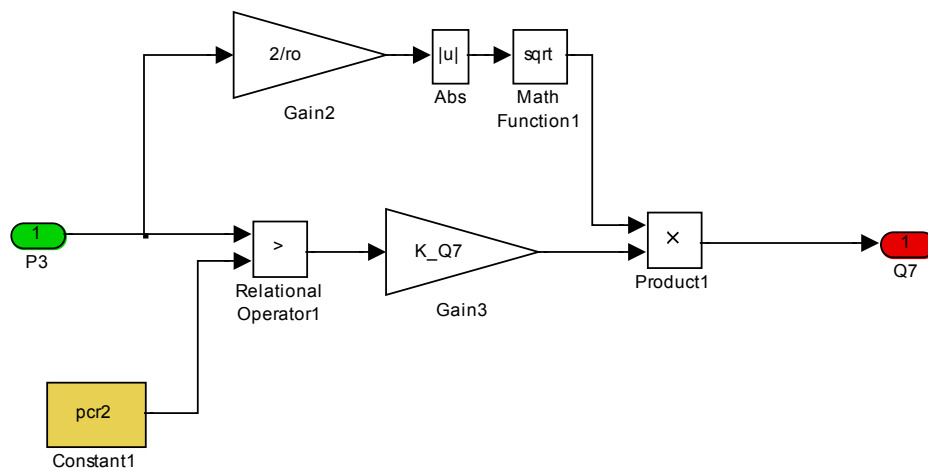 2/ro
Gain2
|u|
Abs
sqrt
Math
Function1
1
P3
>
Relational
Operator1
K_Q7
Gain3
×
Product1
1
Q7
pcr2
Constant1